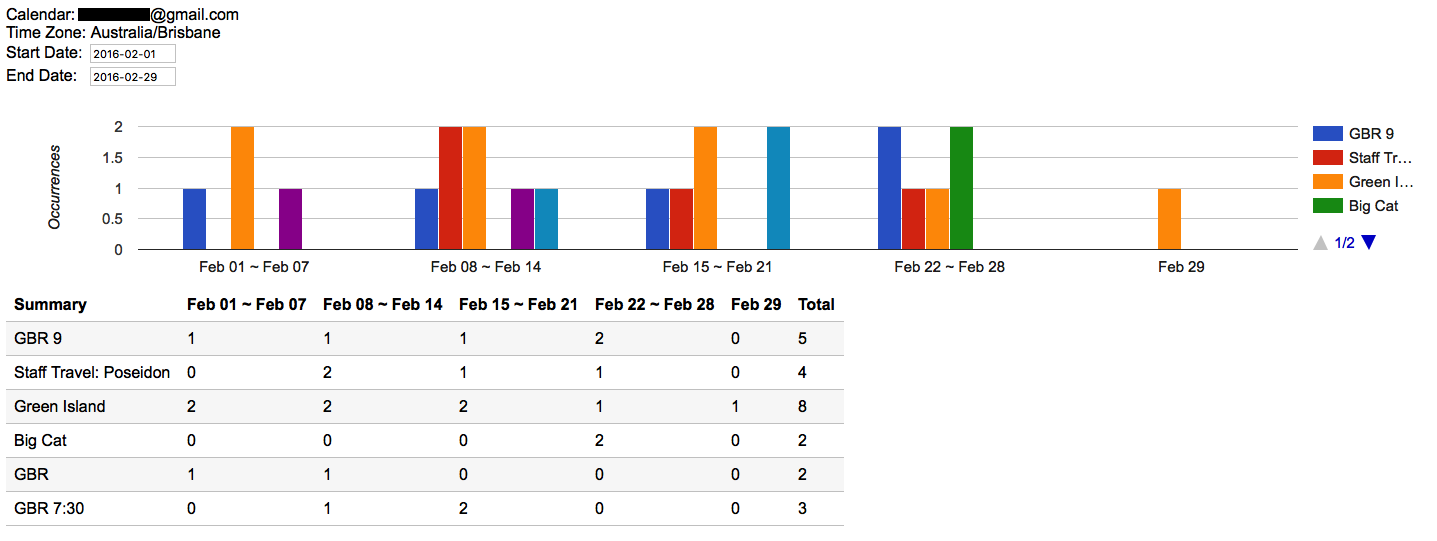 Calendar: @gmail.com
Time Zone: Australia/Brisbane
Start Date: 2016-02-01
End Date: 2016-02-29
Occurrences
2
1.5
1
0.5
0
Feb 01 ~ Feb 07 Feb 08 ~ Feb 14 Feb 15 ~ Feb 21 Feb 22 ~ Feb 28 Feb 29
GBR 9
Staff Tr...
Green I...
Big Cat
1/2
Summary Feb 01 ~ Feb 07 Feb 08 ~ Feb 14 Feb 15 ~ Feb 21 Feb 22 ~ Feb 28 Feb 29 Total
GBR 9 1 1 1 2 0 5
Staff Travel: Poseidon 0 2 1 1 0 4
Green Island 2 2 2 1 1 8
Big Cat 0 0 0 2 0 2
GBR 1 1 0 0 0 2
GBR 7:30 0 1 2 0 0 3